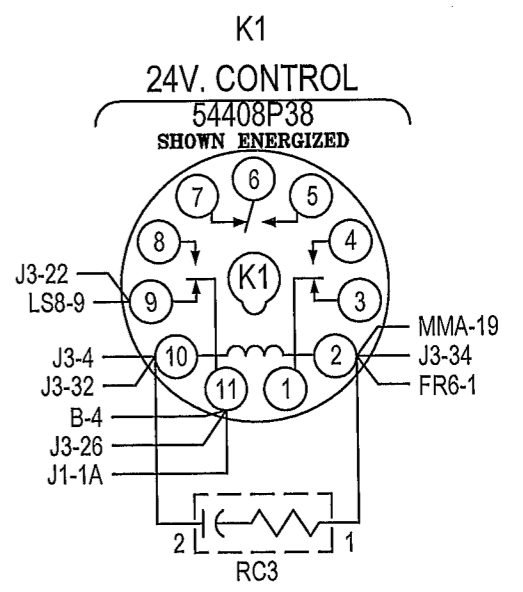 K1
24V. CONTROL
54408P38
SHOWN ENERGIZED
6
7
5
8
4
K1
J3-22
9
3
LS8-9
MMA-19
J3-4
10
2
J3-34
J3-32
11
1
FR6-1
B-4
J3-26
J1-1A
2
1
RC3